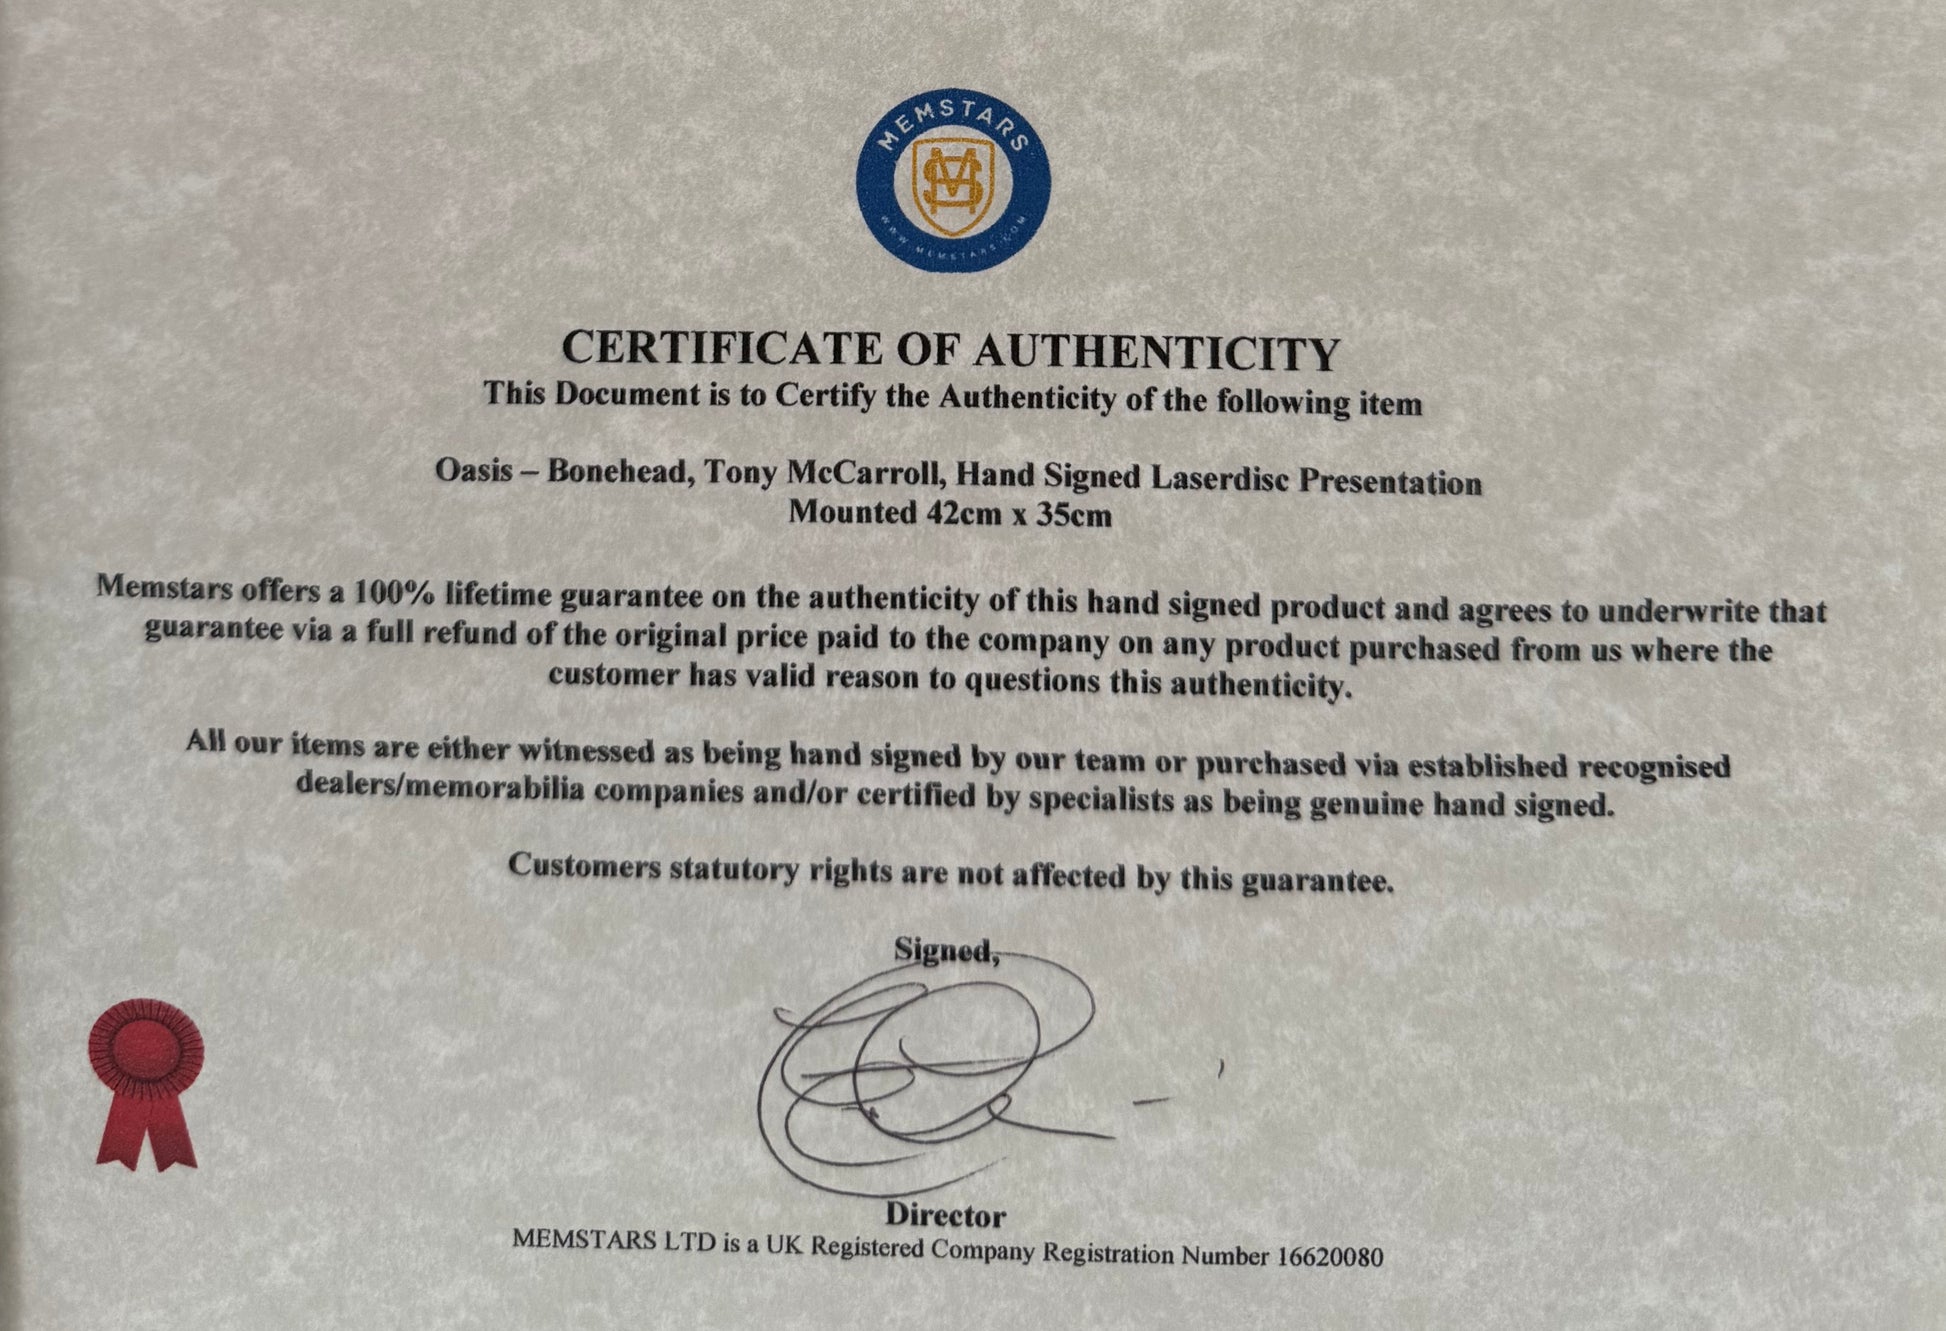 MEMSTARS
MS
WWW.MEMSTARS.COM
CERTIFICATE OF AUTHENTICITY
This Document is to Certify the Authenticity of the following item
Oasis – Bonehead, Tony McCarroll, Hand Signed Laserdisc Presentation
Mounted 42cm x 35cm
Memstars offers a 100% lifetime guarantee on the authenticity of this hand signed product and agrees to underwrite that
guarantee via a full refund of the original price paid to the company on any product purchased from us where the
customer has valid reason to questions this authenticity.
All our items are either witnessed as being hand signed by our team or purchased via established recognised
dealers/memorabilia companies and/or certified by specialists as being genuine hand signed.
Customers statutory rights are not affected by this guarantee.
Signed,
Director
MEMSTARS LTD is a UK Registered Company Registration Number 16620080